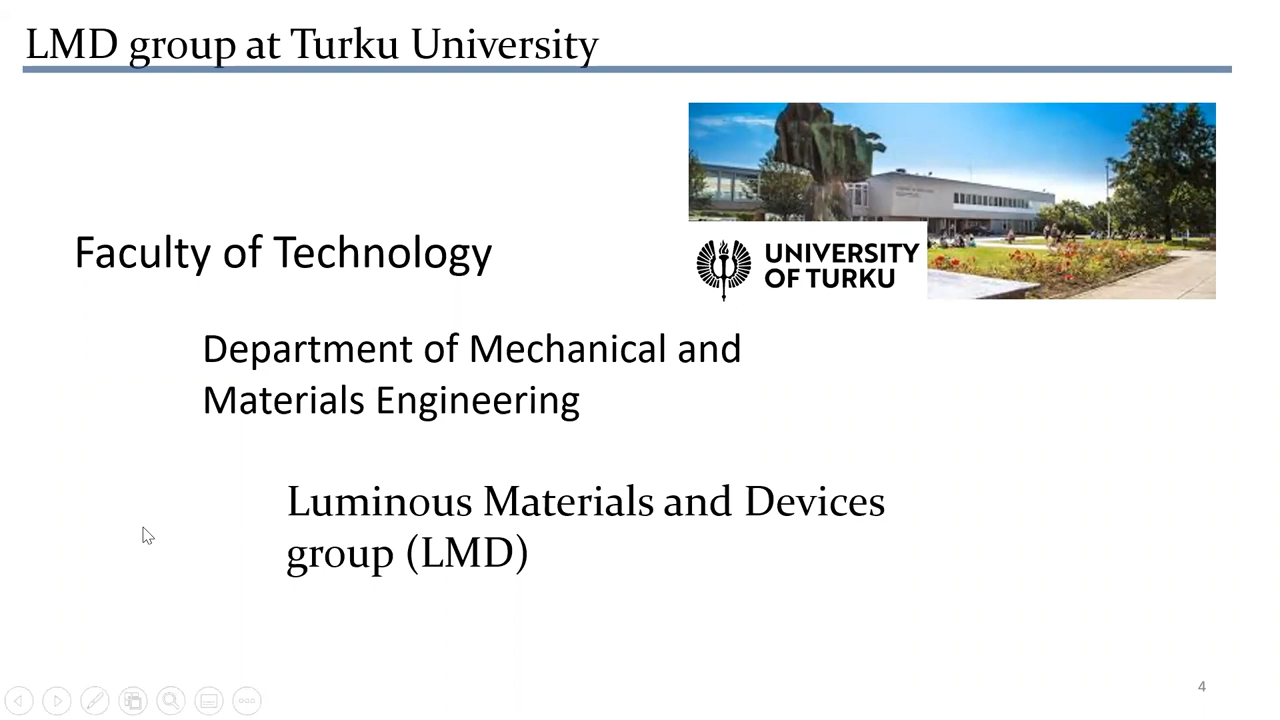 LMD group at Turku University
Faculty of Technology
UNIVERSITY
OF TURKU
Department of Mechanical and
Materials Engineering
Luminous Materials and Devices
group (LMD)
4